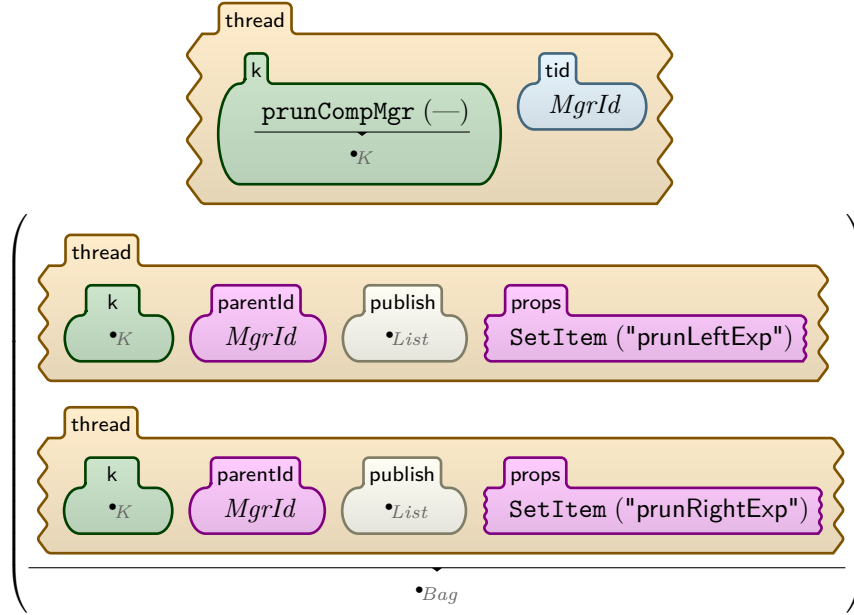 thread
k tid
prunCompMgr (—) MgrId
•K
thread
k parentId publish props
•K MgrId •List SetItem ("prunLeftExp")
thread
k parentId publish props
•K MgrId •List SetItem ("prunRightExp")
•Bag